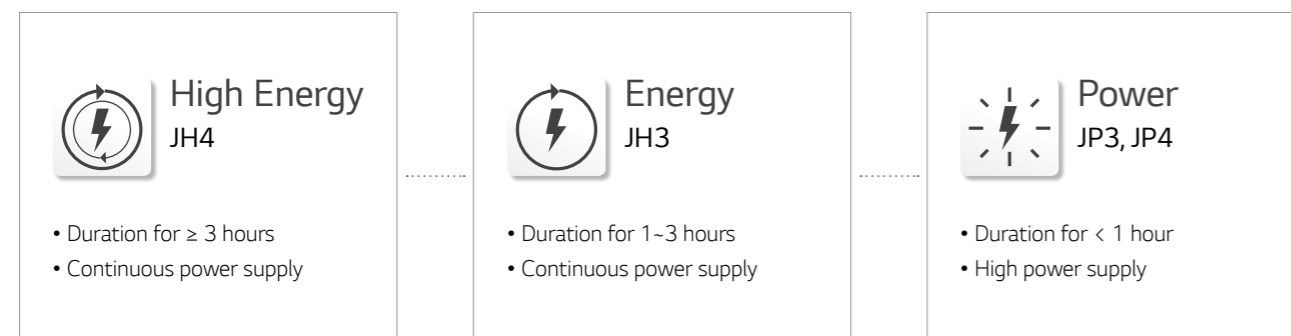 High Energy
JH4
• Duration for ≥ 3 hours
• Continuous power supply
Energy
JH3
• Duration for 1~3 hours
• Continuous power supply
Power
JP3, JP4
• Duration for < 1 hour
• High power supply